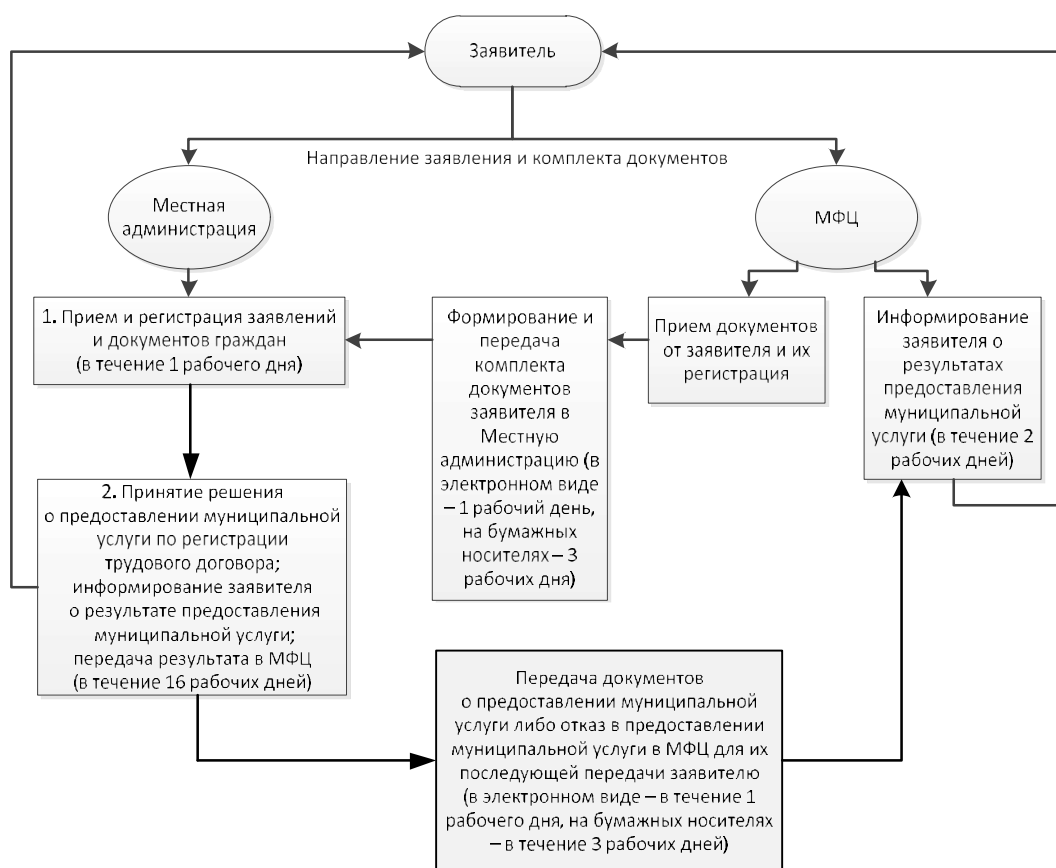 Заявитель
Направление заявления и комплекта документов
Местная
администрация
МФЦ
1. Прием и регистрация заявлений
и документов граждан
(в течение 1 рабочего дня)
Формирование и
передача
комплекта
документов
заявителя в
Местную
администрацию (в
электронном виде
– 1 рабочий день,
на бумажных
носителях – 3
рабочих дня)
Прием документов
от заявителя и их
регистрация
Информирование
заявителя о
результатах
предоставления
муниципальной
услуги (в течение 2
рабочих дней)
2. Принятие решения
о предоставлении муниципальной
услуги по регистрации
трудового договора;
информирование заявителя
о результате предоставления
муниципальной услуги;
передача результата в МФЦ
(в течение 16 рабочих дней)
Передача документов
о предоставлении муниципальной
услуги либо отказ в предоставлении
муниципальной услуги в МФЦ для их
последующей передачи заявителю
(в электронном виде – в течение 1
рабочего дня, на бумажных носителях
– в течение 3 рабочих дней)